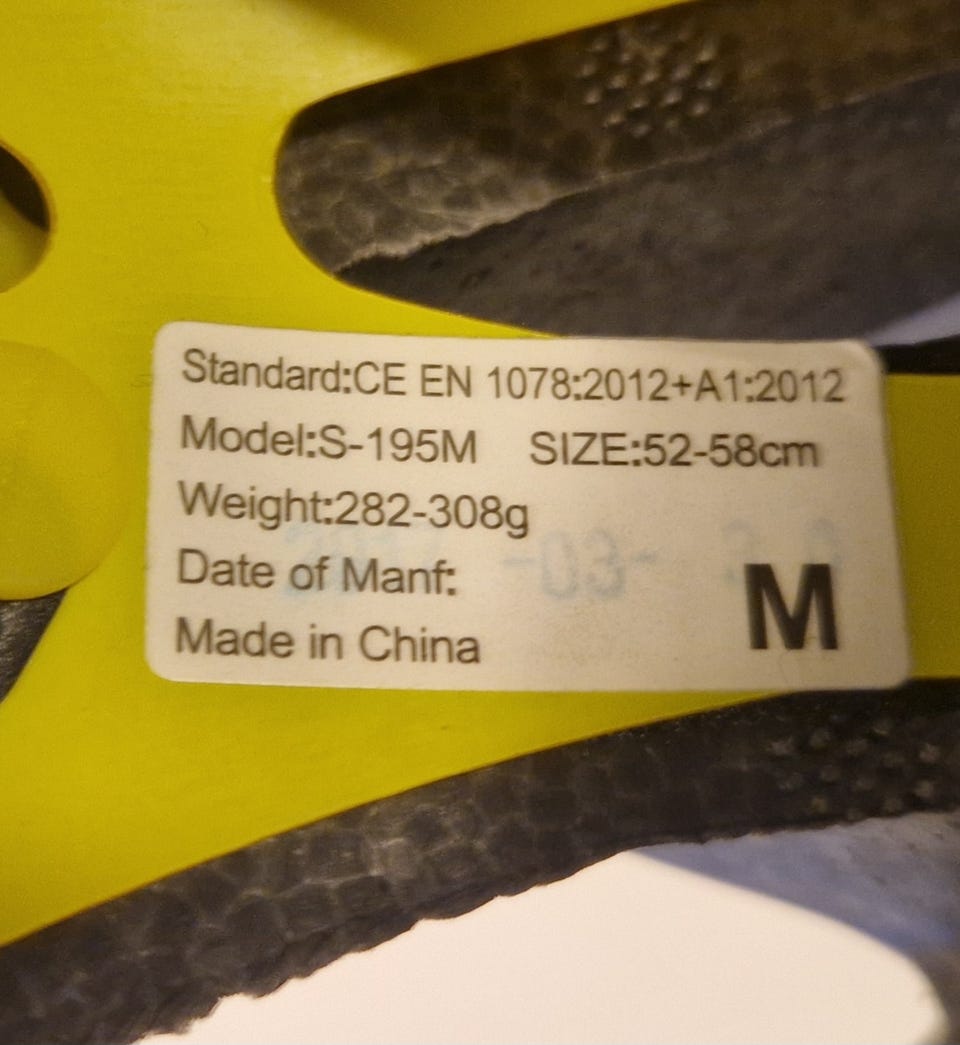 Standard:CE EN 1078:2012+A1:2012
Model:S-195M SIZE:52-58cm
Weight:282-308g
-03-
Date of Manf:
M
Made in China